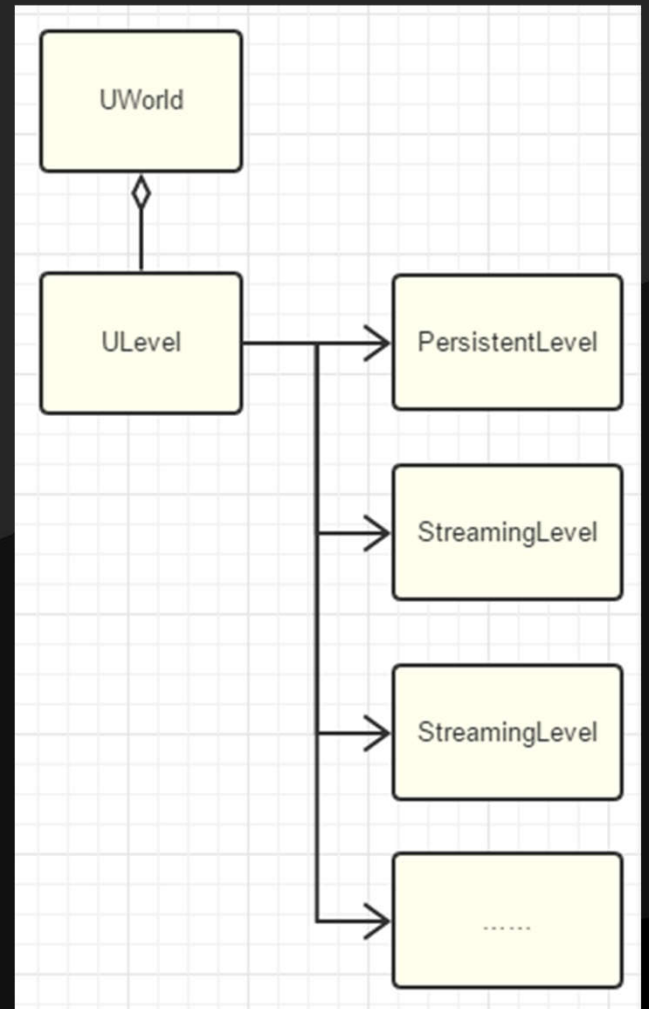 UWorld
ULevel
PersistentLevel
StreamingLevel
StreamingLevel
......